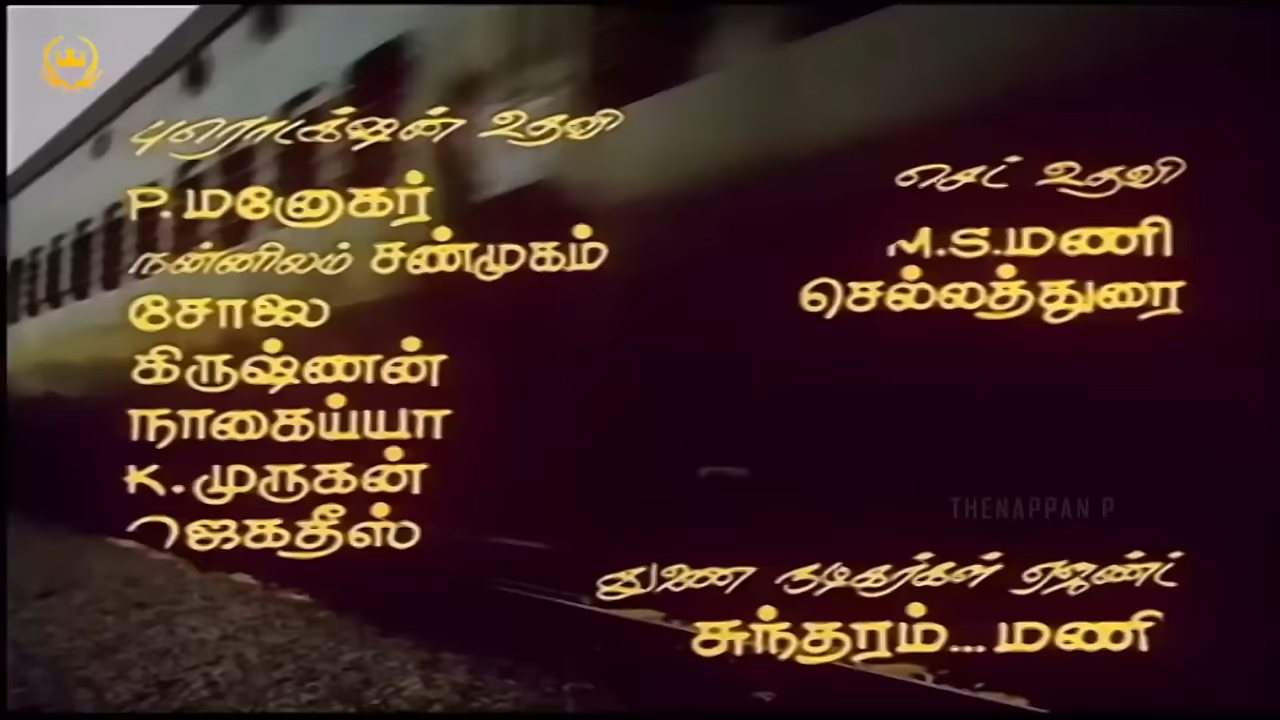 புரொடக்ஷன் உதவி
P.மனோகர்
நன்னிலம் சண்முகம்
சோலை
கிருஷ்ணன்
நாகைய்யா
K.முருகன்
ஜெகதீஸ்
செட் உதவி
M.S.மணி
செல்லத்துரை
THENAPPAN P
துணை நடிகர்கள் ஏஜண்ட்
சுந்தரம்...மணி